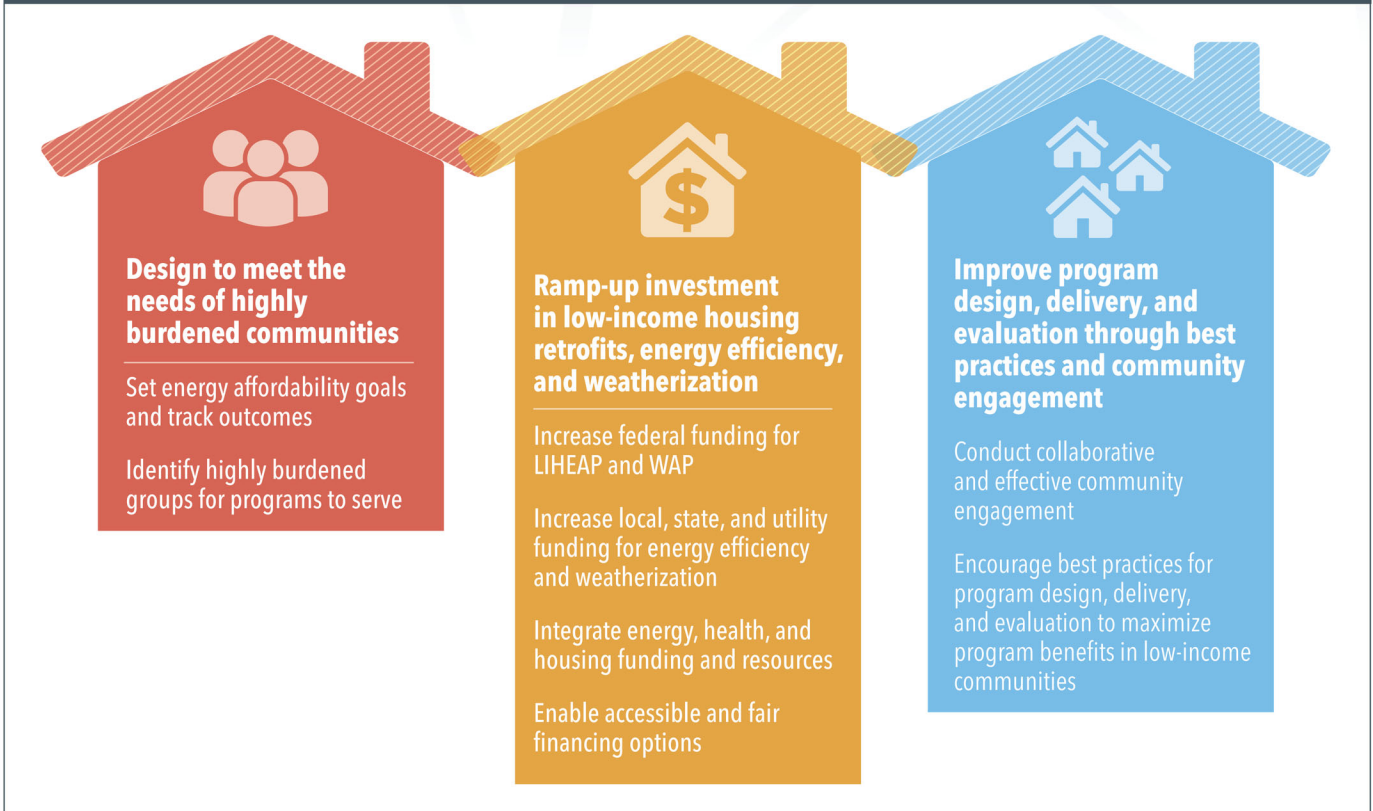 Design to meet the
needs of highly
burdened communities
Set energy affordability goals
and track outcomes
Identify highly burdened
groups for programs to serve
$
Ramp-up investment
in low-income housing
retrofits, energy efficiency,
and weatherization
Increase federal funding for
LIHEAP and WAP
Increase local, state, and utility
funding for energy efficiency
and weatherization
Integrate energy, health, and
housing funding and resources
Enable accessible and fair
financing options
Improve program
design, delivery, and
evaluation through best
practices and community
engagement
Conduct collaborative
and effective community
engagement
Encourage best practices for
program design, delivery,
and evaluation to maximize
program benefits in low-income
communities